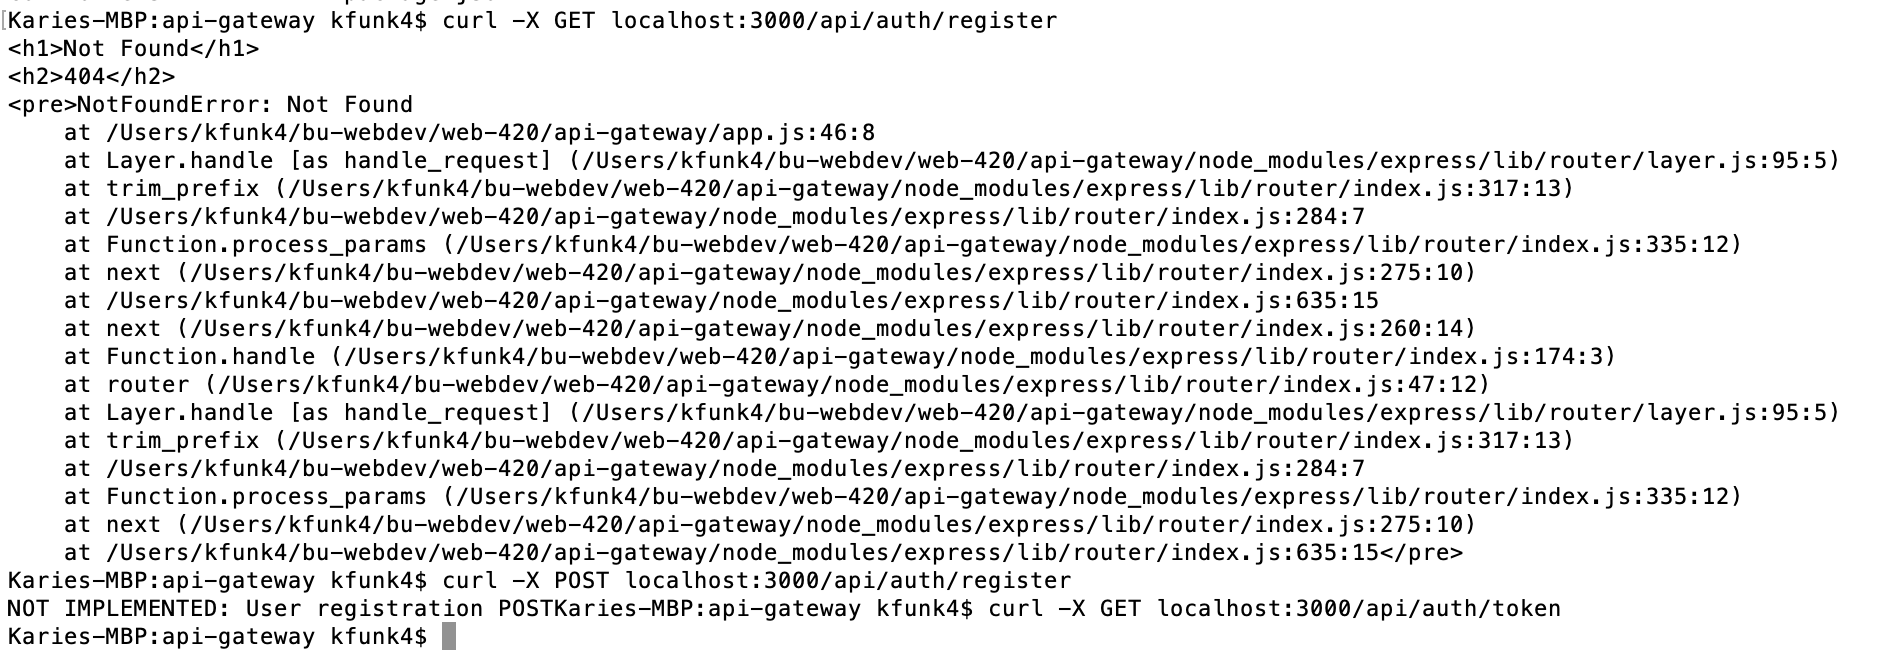 Karies-MBP:api-gateway kfunk4$ curl -X GET localhost:3000/api/auth/register
<h1>Not Found</h1>
<h2>404</h2>
<pre>NotFoundError: Not Found
    at /Users/kfunk4/bu-webdev/web-420/api-gateway/app.js:46:8
    at Layer.handle [as handle_request] (/Users/kfunk4/bu-webdev/web-420/api-gateway/node_modules/express/lib/router/layer.js:95:5)
    at trim_prefix (/Users/kfunk4/bu-webdev/web-420/api-gateway/node_modules/express/lib/router/index.js:317:13)
    at /Users/kfunk4/bu-webdev/web-420/api-gateway/node_modules/express/lib/router/index.js:284:7
    at Function.process_params (/Users/kfunk4/bu-webdev/web-420/api-gateway/node_modules/express/lib/router/index.js:335:12)
    at next (/Users/kfunk4/bu-webdev/web-420/api-gateway/node_modules/express/lib/router/index.js:275:10)
    at /Users/kfunk4/bu-webdev/web-420/api-gateway/node_modules/express/lib/router/index.js:635:15
    at next (/Users/kfunk4/bu-webdev/web-420/api-gateway/node_modules/express/lib/router/index.js:260:14)
    at Function.handle (/Users/kfunk4/bu-webdev/web-420/api-gateway/node_modules/express/lib/router/index.js:174:3)
    at router (/Users/kfunk4/bu-webdev/web-420/api-gateway/node_modules/express/lib/router/index.js:47:12)
    at Layer.handle [as handle_request] (/Users/kfunk4/bu-webdev/web-420/api-gateway/node_modules/express/lib/router/layer.js:95:5)
    at trim_prefix (/Users/kfunk4/bu-webdev/web-420/api-gateway/node_modules/express/lib/router/index.js:317:13)
    at /Users/kfunk4/bu-webdev/web-420/api-gateway/node_modules/express/lib/router/index.js:284:7
    at Function.process_params (/Users/kfunk4/bu-webdev/web-420/api-gateway/node_modules/express/lib/router/index.js:335:12)
    at next (/Users/kfunk4/bu-webdev/web-420/api-gateway/node_modules/express/lib/router/index.js:275:10)
    at /Users/kfunk4/bu-webdev/web-420/api-gateway/node_modules/express/lib/router/index.js:635:15</pre>
Karies-MBP:api-gateway kfunk4$ curl -X POST localhost:3000/api/auth/register
NOT IMPLEMENTED: User registration POSTKaries-MBP:api-gateway kfunk4$ curl -X GET localhost:3000/api/auth/token
Karies-MBP:api-gateway kfunk4$